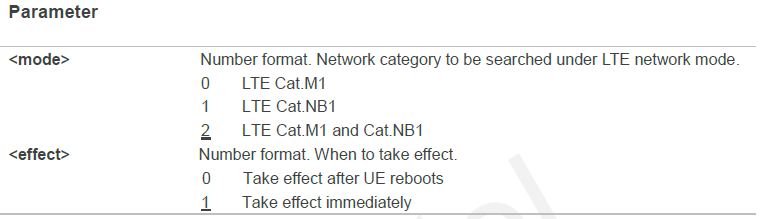 Parameter
<mode> Number format. Network category to be searched under LTE network mode.
0 LTE Cat.M1
1 LTE Cat.NB1
2 LTE Cat.M1 and Cat.NB1
<effect> Number format. When to take effect.
0 Take effect after UE reboots
1 Take effect immediately